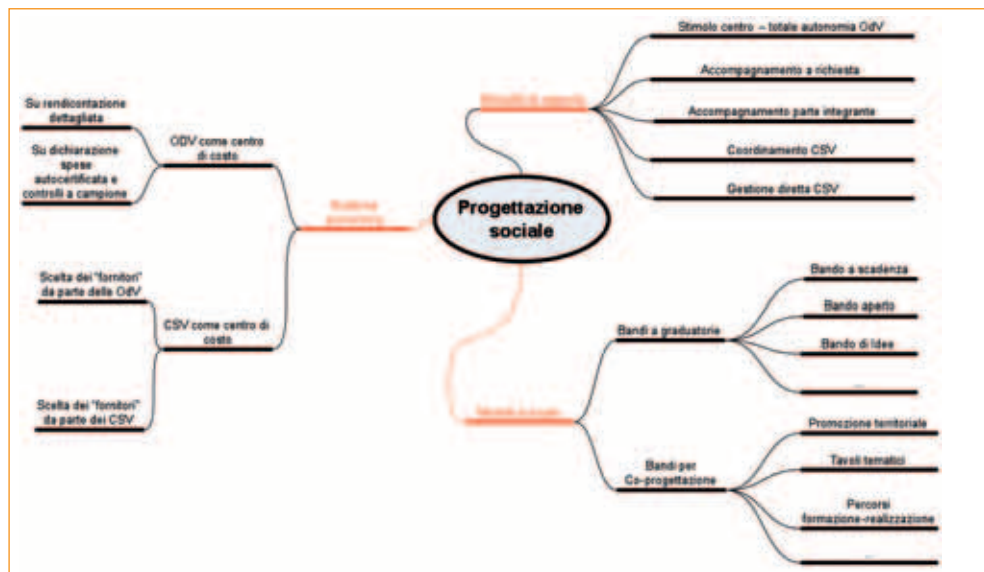 Progettazione
sociale
Stimolo centro – totale autonomia OdV
Accompagnamento a richiesta
Accompagnamento parte integrante
Coordinamento CSV
Gestione diretta CSV
Su rendicontazione
dettagliata
Su dichiarazione
spese
autocertificata e
controlli a campione
ODV come centro
di costo
Scelta dei "fornitori"
da parte delle OdV
CSV come centro di
costo
Scelta dei "fornitori"
da parte dei CSV
Bandi a graduatorie
Bando a scadenza
Bando aperto
Bando di Idee
...
Bandi per
Co-progettazione
Promozione territoriale
Tavoli tematici
Percorsi
formazione-realizzazione
...